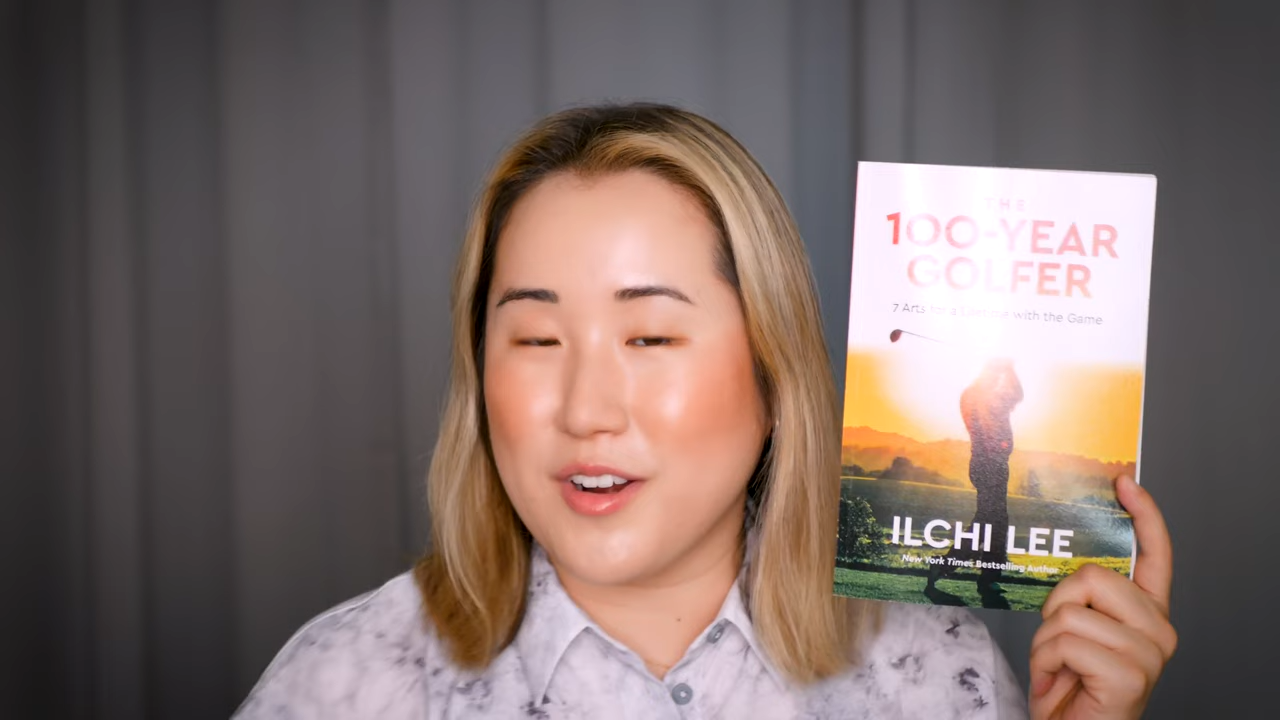 THE
100-YEAR
GOLFER
7 Arts for a Lifetime with the Game
ILCHI LEE
New York Times Bestselling Author